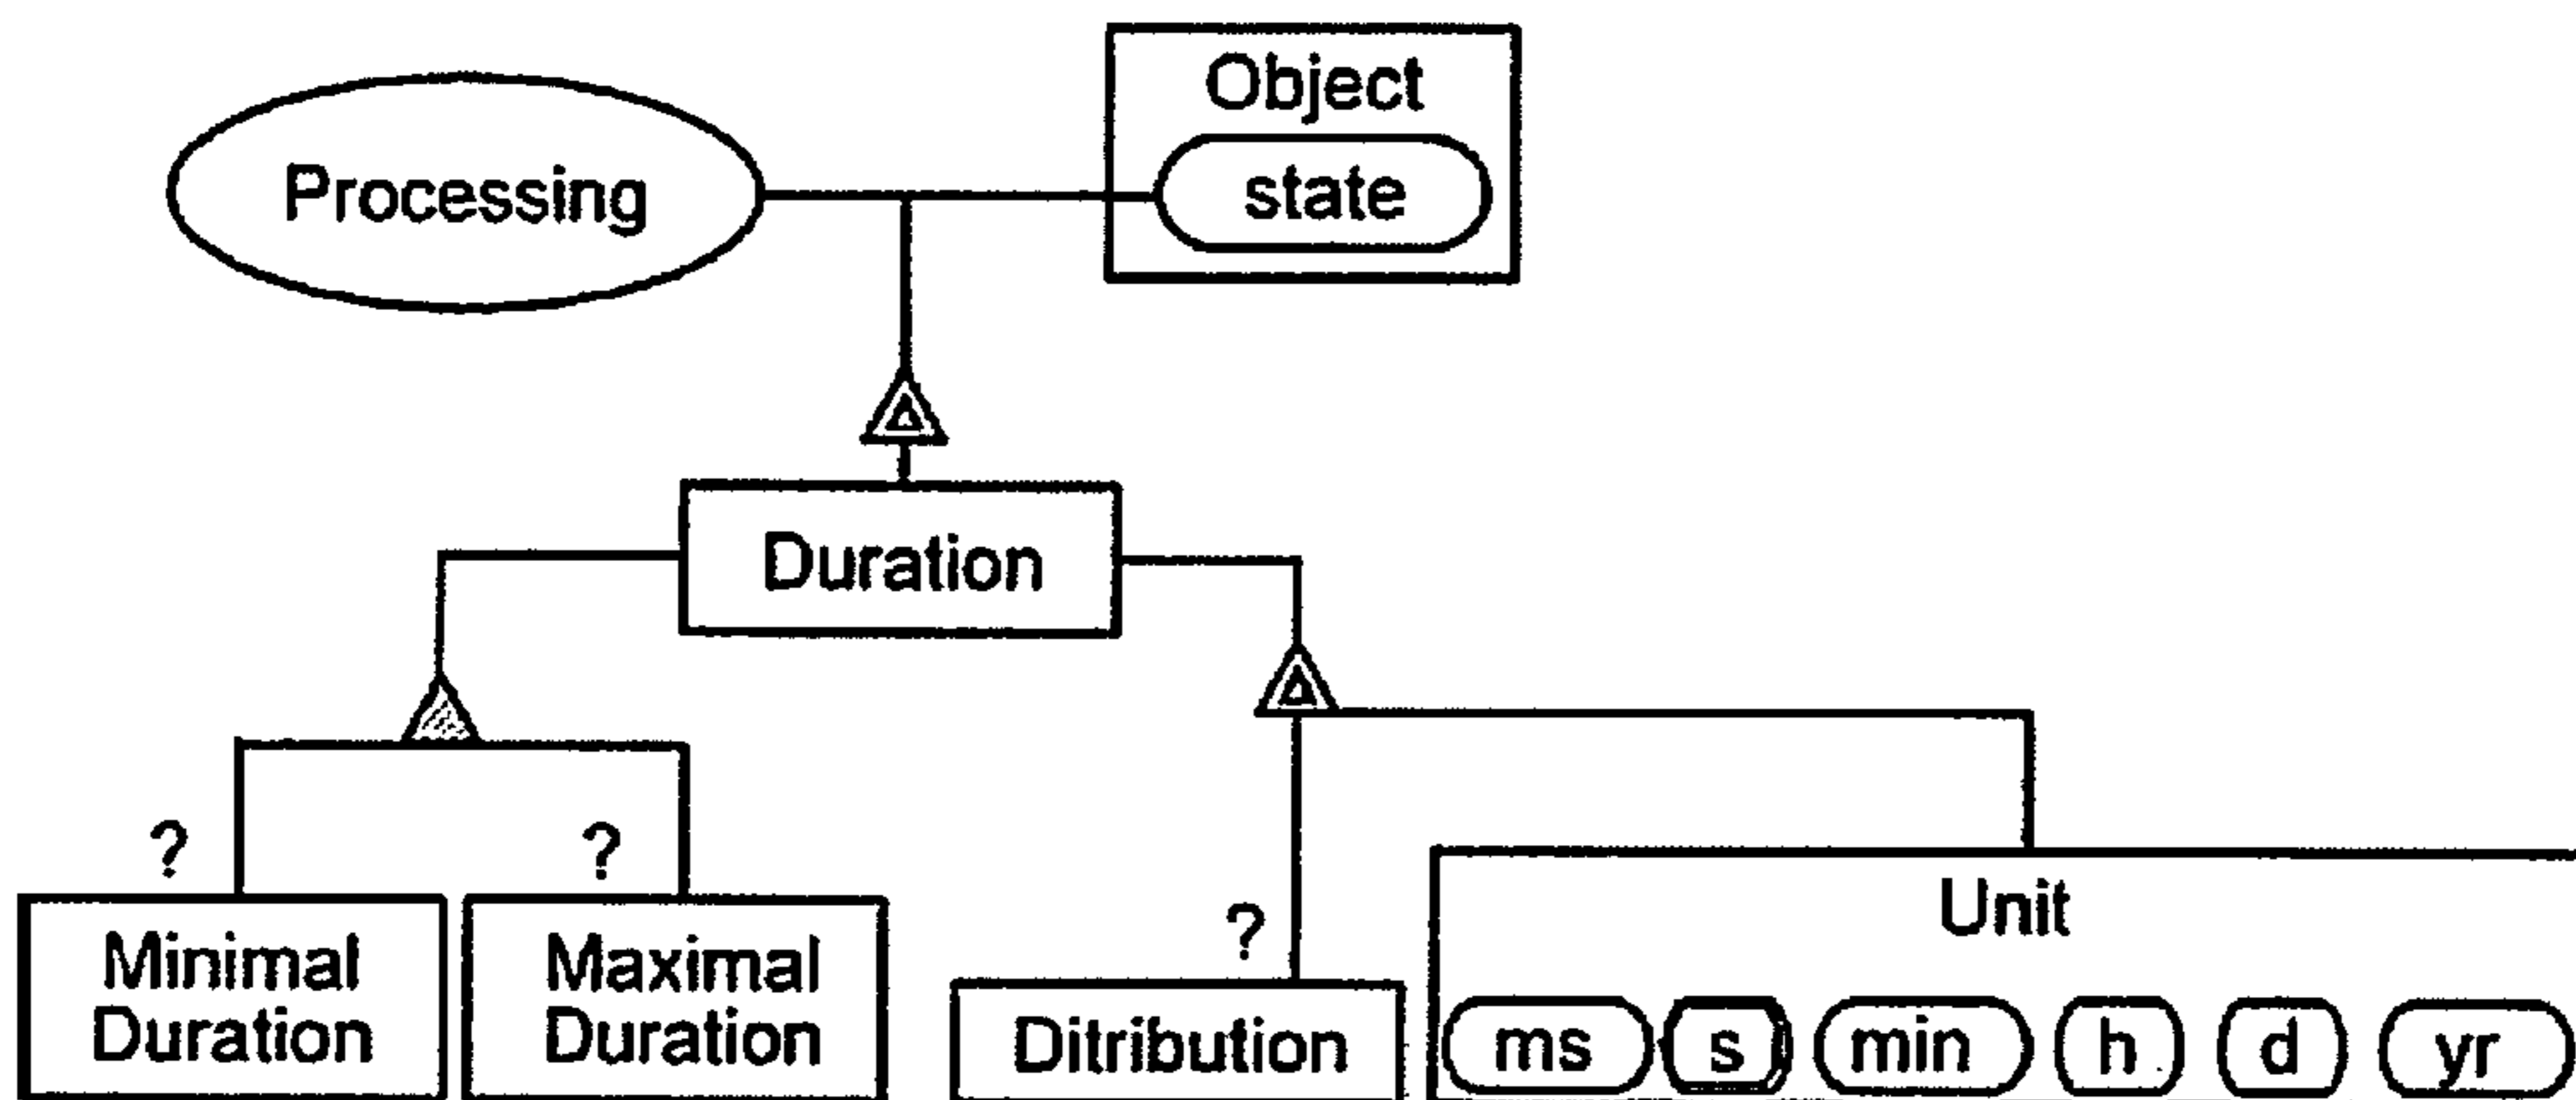 Object
Processing
state
Duration
? ?
Unit
?
Minimal
Duration
Maximal
Duration
Ditribution
ms s min h d yr